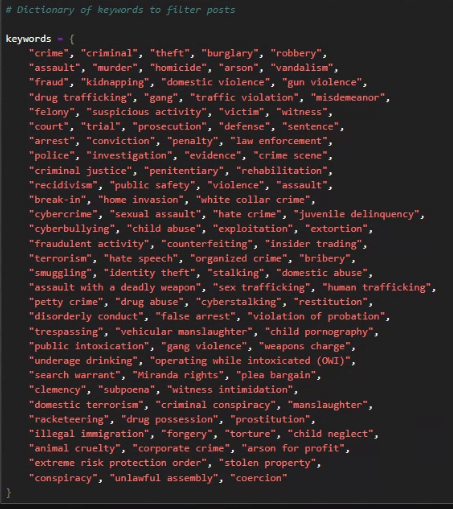 # Dictionary of keywords to filter posts
keywords = {
"crime", "criminal", "theft", "burglary", "robbery",
"assault", "murder", "homicide", "arson", "vandalism",
"fraud", "kidnapping", "domestic violence", "gun violence",
"drug trafficking", "gang", "traffic violation", "misdemeanor",
"felony", "suspicious activity", "victim", "witness",
"court", "trial", "prosecution", "defense", "sentence",
"arrest", "conviction", "penalty", "law enforcement",
"police", "investigation", "evidence", "crime scene",
"criminal justice", "penitentiary", "rehabilitation",
"recidivism", "public safety", "violence", "assault",
"break-in", "home invasion", "white collar crime",
"cybercrime", "sexual assault", "hate crime", "juvenile delinquency",
"cyberbullying", "child abuse", "exploitation", "extortion",
"fraudulent activity", "counterfeiting", "insider trading",
"terrorism", "hate speech", "organized crime", "bribery",
"smuggling", "identity theft", "stalking", "domestic abuse",
"assault with a deadly weapon", "sex trafficking", "human trafficking",
"petty crime", "drug abuse", "cyberstalking", "restitution",
"disorderly conduct", "false arrest", "violation of probation",
"trespassing", "vehicular manslaughter", "child pornography",
"public intoxication", "gang violence", "weapons charge",
"underage drinking", "operating while intoxicated (OWI)",
"search warrant", "Miranda rights", "plea bargain",
"clemency", "subpoena", "witness intimidation",
"domestic terrorism", "criminal conspiracy", "manslaughter",
"racketeering", "drug possession", "prostitution",
"illegal immigration", "forgery", "torture", "child neglect",
"animal cruelty", "corporate crime", "arson for profit",
"extreme risk protection order", "stolen property",
"conspiracy", "unlawful assembly", "coercion"
}